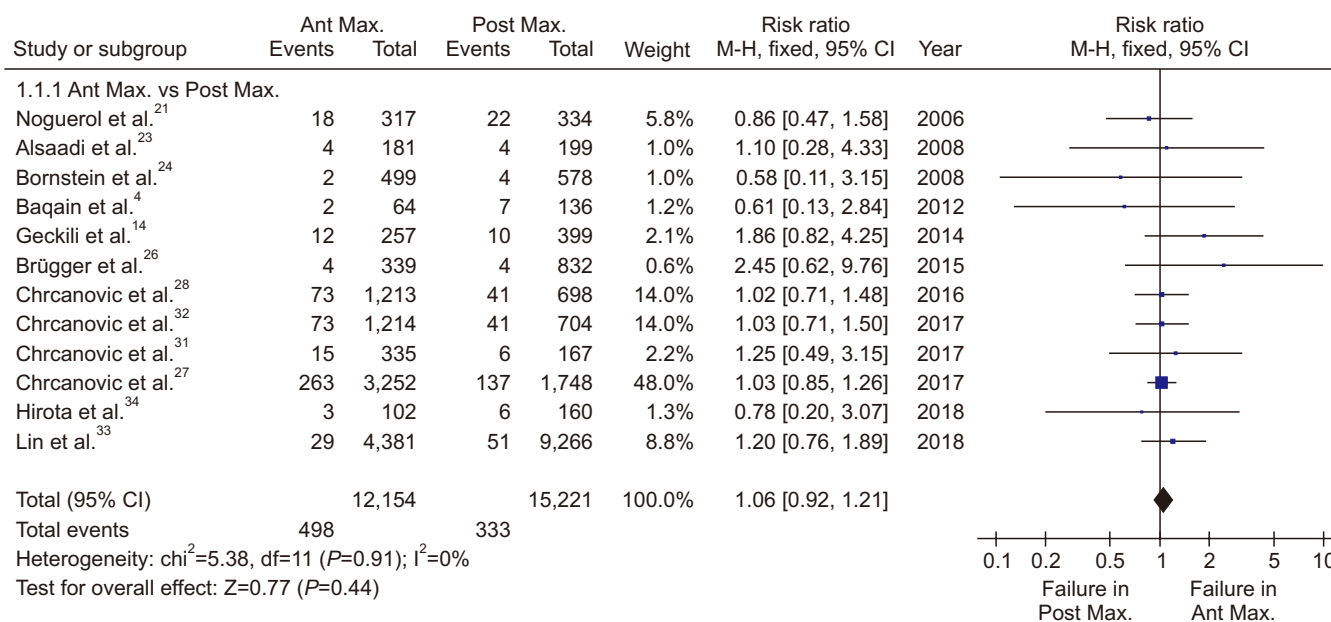 Ant Max. Post Max. Risk ratio Risk ratio
Study or subgroup Events Total Events Total Weight M-H, fixed, 95% CI Year M-H, fixed, 95% CI
1.1.1 Ant Max. vs Post Max.
Noguerol et al.21 18 317 22 334 5.8% 0.86 [0.47, 1.58] 2006
Alsaadi et al.23 4 181 4 199 1.0% 1.10 [0.28, 4.33] 2008
Bornstein et al.24 2 499 4 578 1.0% 0.58 [0.11, 3.15] 2008
Baqain et al.4 2 64 7 136 1.2% 0.61 [0.13, 2.84] 2012
Geckili et al.14 12 257 10 399 2.1% 1.86 [0.82, 4.25] 2014
Brügger et al.26 4 339 4 832 0.6% 2.45 [0.62, 9.76] 2015
Chrcanovic et al.28 73 1,213 41 698 14.0% 1.02 [0.71, 1.48] 2016
Chrcanovic et al.32 73 1,214 41 704 14.0% 1.03 [0.71, 1.50] 2017
Chrcanovic et al.31 15 335 6 167 2.2% 1.25 [0.49, 3.15] 2017
Chrcanovic et al.27 263 3,252 137 1,748 48.0% 1.03 [0.85, 1.26] 2017
Hirota et al.34 3 102 6 160 1.3% 0.78 [0.20, 3.07] 2018
Lin et al.33 29 4,381 51 9,266 8.8% 1.20 [0.76, 1.89] 2018
Total (95% CI) 12,154 15,221 100.0% 1.06 [0.92, 1.21]
Total events 498 333
Heterogeneity: chi2=5.38, df=11 (P=0.91); I2=0%
Test for overall effect: Z=0.77 (P=0.44)
0.1 0.2 0.5 1 2 5 10
Failure in Failure in
Post Max. Ant Max.